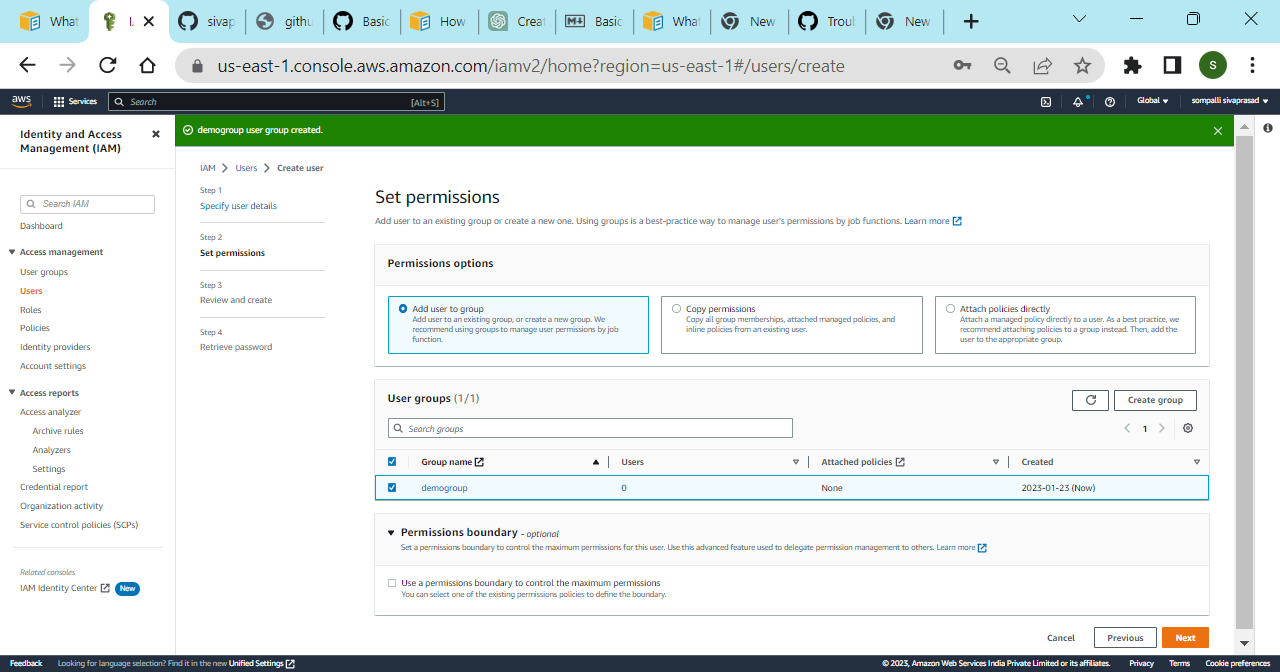 What
I.
sivap
githu
Basic
How
Creat
Basic
What
New
Troub
New
us-east-1.console.aws.amazon.com/iamv2/home?region=us-east-1#/users/create
S
aws
Services
Search
[Alt+S]
Global
sompalli sivaprasad
Identity and Access
Management (IAM)
demogroup user group created.
Search IAM
Dashboard
Access management
User groups
Users
Roles
Policies
Identity providers
Account settings
Access reports
Access analyzer
Archive rules
Analyzers
Settings
Credential report
Organization activity
Service control policies (SCPs)
Related consoles
IAM Identity Center New
IAM > Users > Create user
Step 1
Specify user details
Step 2
Set permissions
Step 3
Review and create
Step 4
Retrieve password
Set permissions
Add user to an existing group or create a new one. Using groups is a best-practice way to manage user's permissions by job functions. Learn more
Permissions options
Add user to group
Add user to an existing group, or create a new group. We
recommend using groups to manage user permissions by job
function.
Copy permissions
Copy all group memberships, attached managed policies, and
inline policies from an existing user.
Attach policies directly
Attach a managed policy directly to a user. As a best practice, we
recommend attaching policies to a group instead. Then, add the
user to the appropriate group.
User groups (1/1)
Create group
Search groups
1
Group name Users Attached policies Created
demogroup 0 None 2023-01-23 (Now)
Permissions boundary - optional
Set a permissions boundary to control the maximum permissions for this user. Use this advanced feature used to delegate permission management to others. Learn more
Use a permissions boundary to control the maximum permissions
You can select one of the existing permissions policies to define the boundary.
Cancel Previous Next
Feedback Looking for language selection? Find it in the new Unified Settings © 2023, Amazon Web Services India Private Limited or its affiliates. Privacy Terms Cookie preferences